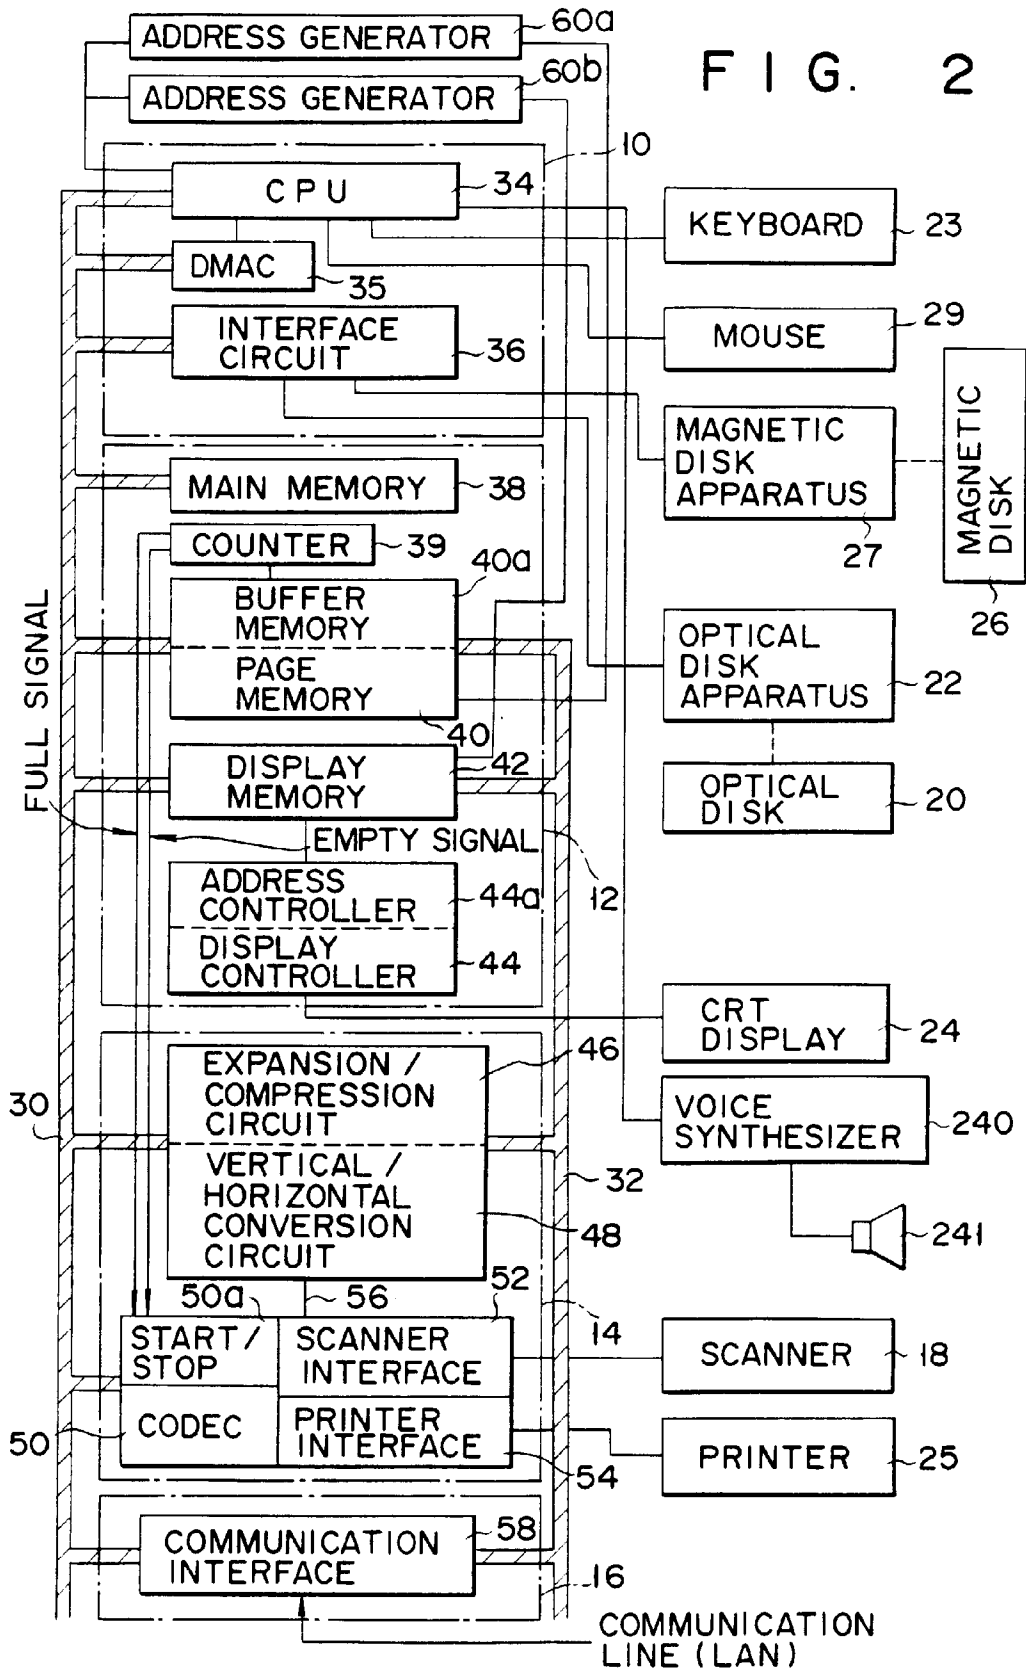 FIG. 2
60a
ADDRESS GENERATOR
60b
ADDRESS GENERATOR
10
CPU
34
KEYBOARD
23
DMAC
35
INTERFACE
CIRCUIT
36
MOUSE
29
MAGNETIC
DISK
APPARATUS
27
MAGNETIC
DISK
26
MAIN MEMORY
38
COUNTER
39
40a
BUFFER
MEMORY
PAGE
MEMORY
40
FULL SIGNAL
OPTICAL
DISK
APPARATUS
22
DISPLAY
MEMORY
42
OPTICAL
DISK
20
EMPTY SIGNAL
12
ADDRESS
CONTROLLER
44a
DISPLAY
CONTROLLER
44
CRT
DISPLAY
24
EXPANSION /
COMPRESSION
CIRCUIT
46
30
VOICE
SYNTHESIZER
240
VERTICAL /
HORIZONTAL
CONVERSION
CIRCUIT
48
32
241
50a
56
52
14
START/
STOP
SCANNER
INTERFACE
SCANNER
18
50
CODEC
PRINTER
INTERFACE
54
PRINTER
25
COMMUNICATION
INTERFACE
58
16
COMMUNICATION
LINE (LAN)